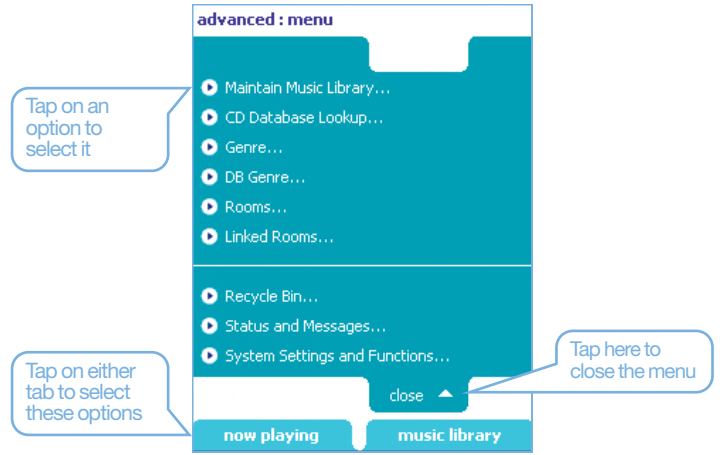 advanced : menu
Maintain Music Library...
Tap on an
option to
select it
CD Database Lookup...
Genre...
DB Genre...
Rooms...
Linked Rooms...
Recycle Bin...
Status and Messages...
System Settings and Functions...
Tap here to
close the menu
Tap on either
tab to select
these options
close
now playing
music library